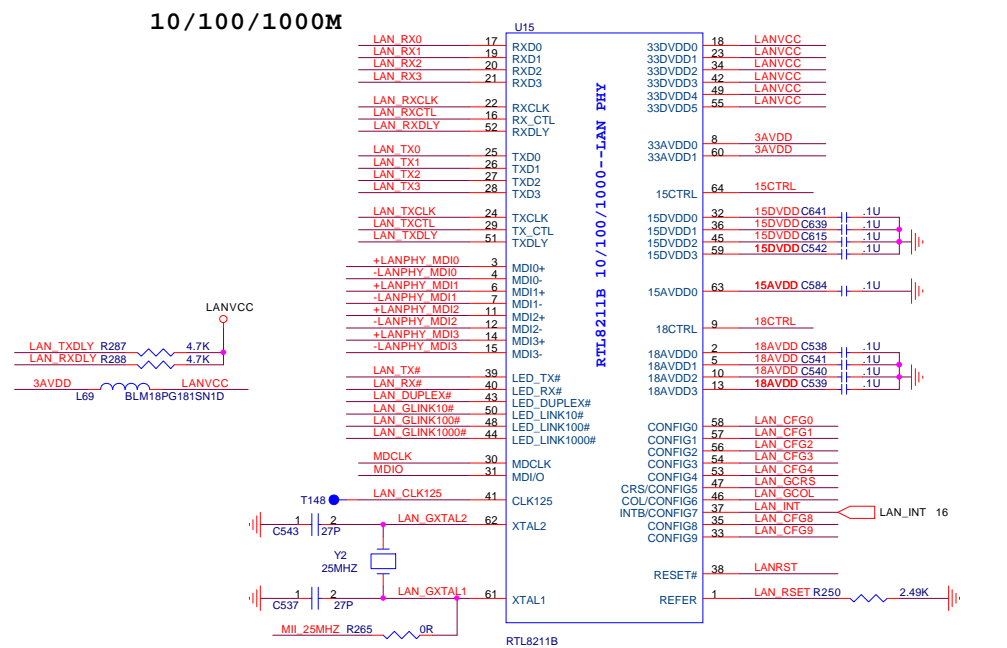 10/100/1000M
U15
LAN_RX0 17 RXD0 33DVDD0 18 LANVCC
LAN_RX1 19 RXD1 33DVDD1 23 LANVCC
LAN_RX2 20 RXD2 33DVDD2 34 LANVCC
LAN_RX3 21 RXD3 33DVDD3 42 LANVCC
33DVDD4 49 LANVCC
LAN_RXCLK 22 RXCLK 33DVDD5 55 LANVCC
LAN_RXCTL 16 RX_CTL
LAN_RXDLY 52 RXDLY
33AVDD0 8 3AVDD
LAN_TX0 25 TXD0 33AVDD1 60 3AVDD
LAN_TX1 26 TXD1
LAN_TX2 27 TXD2
LAN_TX3 28 TXD3 15CTRL 64 15CTRL
LAN_TXCLK 24 TXCLK 15DVDD0 32 15DVDD C641 .1U
LAN_TXCTL 29 TX_CTL 15DVDD1 36 15DVDD C639 .1U
LAN_TXDLY 51 TXDLY 15DVDD2 45 15DVDD C615 .1U
15DVDD3 59 15DVDD C542 .1U
+LANPHY_MDI0 3 MDI0+
-LANPHY_MDI0 4 MDI0-
+LANPHY_MDI1 6 MDI1+ 15AVDD0 63 15AVDD C584 .1U
-LANPHY_MDI1 7 MDI1-
+LANPHY_MDI2 11 MDI2+
-LANPHY_MDI2 12 MDI2- 18CTRL 9 18CTRL
+LANPHY_MDI3 14 MDI3+
-LANPHY_MDI3 15 MDI3- 18AVDD0 2 18AVDD C538 .1U
18AVDD1 5 18AVDD C541 .1U
LAN_TX# 39 LED_TX# 18AVDD2 10 18AVDD C540 .1U
LAN_RX# 40 LED_RX# 18AVDD3 13 18AVDD C539 .1U
LAN_DUPLEX# 43 LED_DUPLEX#
LAN_GLINK10# 50 LED_LINK10#
LAN_GLINK100# 48 LED_LINK100#
LAN_GLINK1000# 44 LED_LINK1000#
RTL8211B 10/100/1000--LAN PHY
LANVCC
LAN_TXDLY R287 4.7K
LAN_RXDLY R288 4.7K
3AVDD LANVCC
L69 BLM18PG181SN1D
CONFIG0 58 LAN_CFG0
CONFIG1 57 LAN_CFG1
CONFIG2 56 LAN_CFG2
CONFIG3 54 LAN_CFG3
CONFIG4 53 LAN_CFG4
CRS/CONFIG5 47 LAN_GCRS
COL/CONFIG6 46 LAN_GCOL
INTB/CONFIG7 37 LAN_INT LAN_INT 16
CONFIG8 35 LAN_CFG8
CONFIG9 33 LAN_CFG9
MDCLK 30 MDCLK
MDIO 31 MDI/O
T148 LAN_CLK125 41 CLK125
1 2 LAN_GXTAL2 62 XTAL2
C543 27P
Y2
25MHZ
RESET# 38 LANRST
1 2 LAN_GXTAL1 61 XTAL1
C537 27P
REFER 1 LAN_RSET R250 2.49K
MII_25MHZ R265 0R
RTL8211B